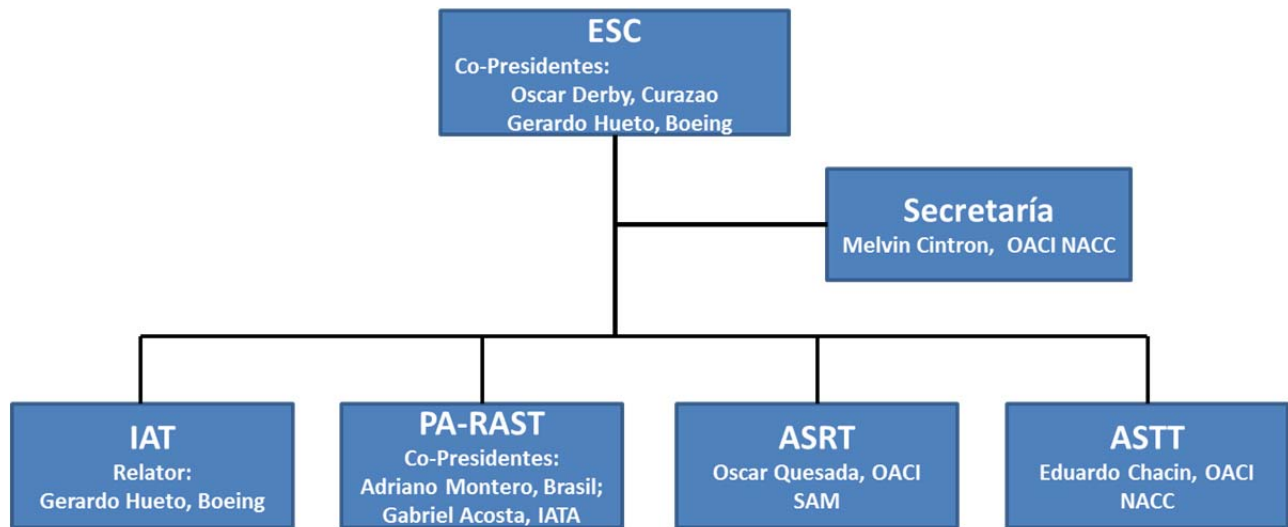 ESC
Co-Presidentes:
Oscar Derby, Curazao
Gerardo Hueto, Boeing
Secretaría
Melvin Cintron, OACI NACC
IAT
Relator:
Gerardo Hueto, Boeing
PA-RAST
Co-Presidentes:
Adriano Montero, Brasil;
Gabriel Acosta, IATA
ASRT
Oscar Quesada, OACI
SAM
ASTT
Eduardo Chacin, OACI
NACC